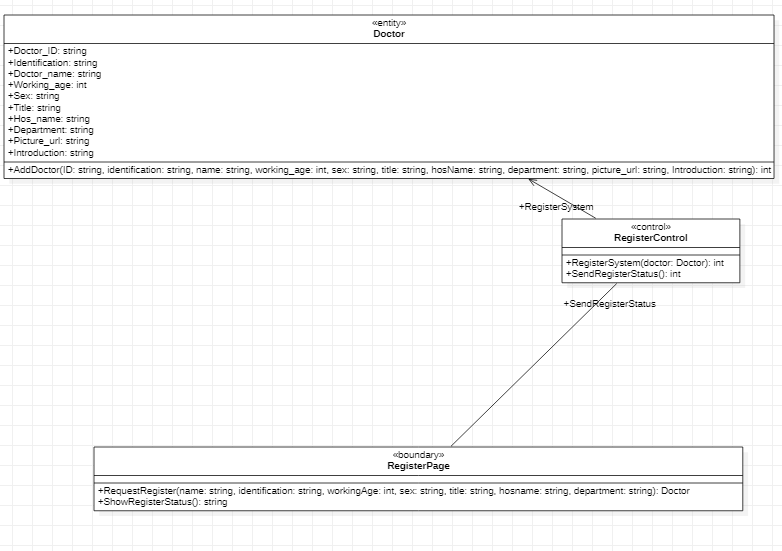 «entity»
Doctor
+Doctor_ID: string
+Identification: string
+Doctor_name: string
+Working_age: int
+Sex: string
+Title: string
+Hos_name: string
+Department: string
+Picture_url: string
+Introduction: string
+AddDoctor(ID: string, identification: string, name: string, working_age: int, sex: string, title: string, hosName: string, department: string, picture_url: string, Introduction: string): int
+RegisterSystem
«control»
RegisterControl
+RegisterSystem(doctor: Doctor): int
+SendRegisterStatus(): int
+SendRegisterStatus
«boundary»
RegisterPage
+RequestRegister(name: string, identification: string, workingAge: int, sex: string, title: string, hosname: string, department: string): Doctor
+ShowRegisterStatus(): string